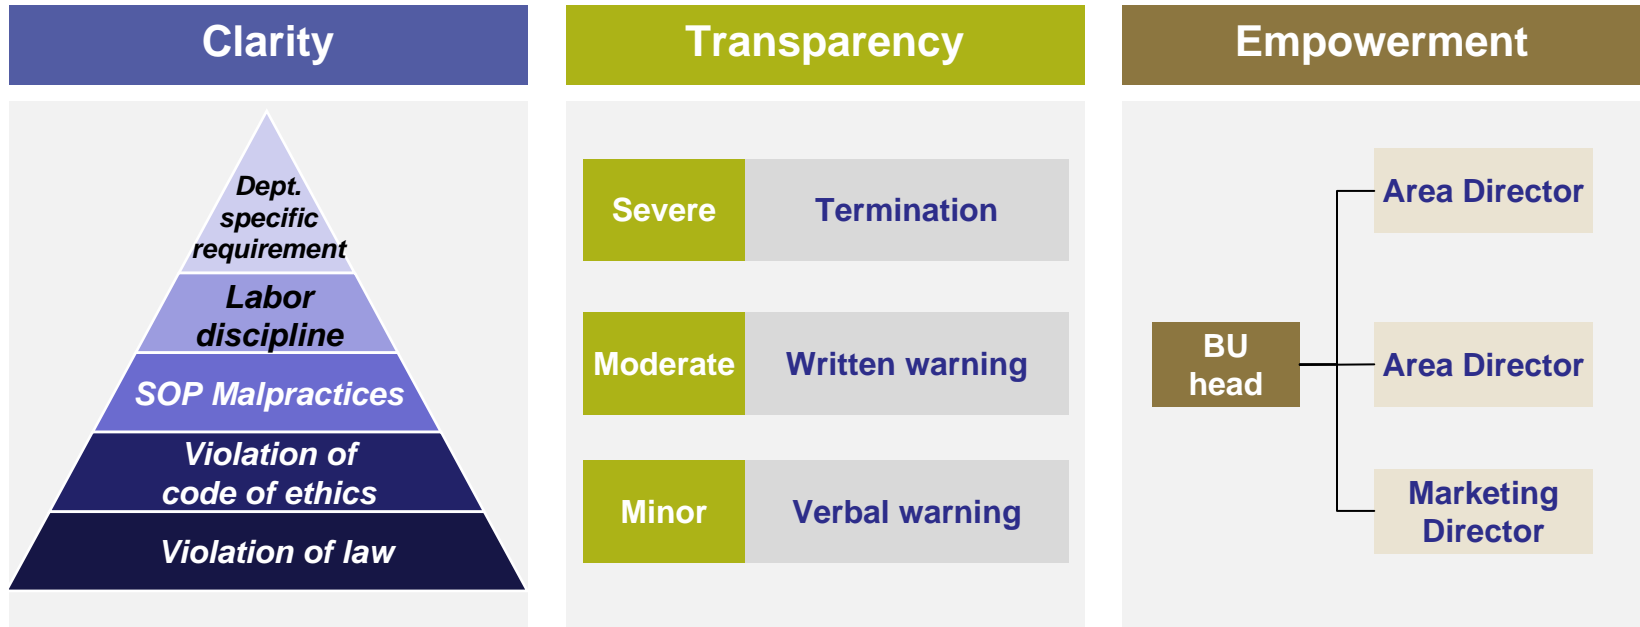 Clarity
Dept.
specific
requirement
Labor
discipline
SOP Malpractices
Violation of
code of ethics
Violation of law
Transparency
Severe
Termination
Moderate
Written warning
Minor
Verbal warning
Empowerment
BU
head
Area Director
Area Director
Marketing
Director